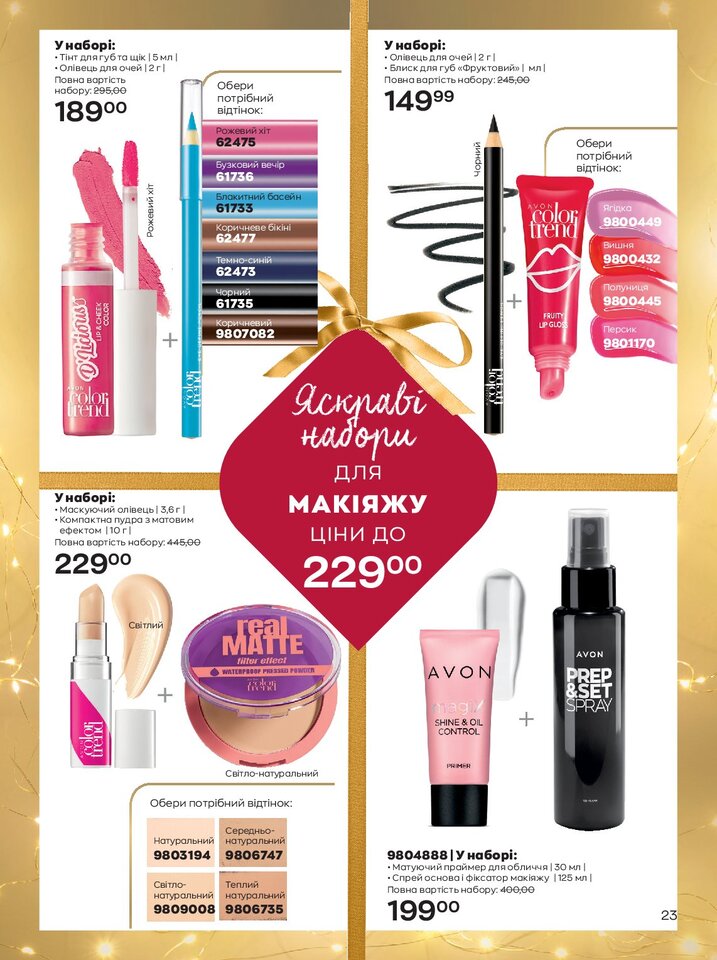 У наборі:
• Тінт для губ та щік | 5 мл |
• Олівець для очей | 2 г |
Повна вартість
набору: 295,00
18900
Обери
потрібний
відтінок:
Рожевий хіт
62475
Бузковий вечір
61736
Блакитний басейн
61733
Коричневе бікіні
62477
Темно-синій
62473
Чорний
61735
Коричневий
9807082
Рожевий хіт
D'Licious
LIP & CHEEK
COLOR
AVON
color
trend
+
У наборі:
• Олівець для очей | 2 г |
• Блиск для губ «Фруктовий» | мл |
Повна вартість набору: 245,00
14999
Чорний
+
AVON
color
trend
FRUITY
LIP GLOSS
Обери
потрібний
відтінок:
Ягідка
9800449
Вишня
9800432
Полуниця
9800445
Персик
9801170
Яскраві
набори
для
МАКІЯЖУ
ЦІНИ ДО
22900
У наборі:
• Маскуючий олівець | 3,6 г |
• Компактна пудра з матовим
ефектом | 10 г |
Повна вартість набору: 445,00
22900
Світлий
color
trend
+
real
MATTE
filter effect
WATERPROOF PRESSED POWDER
color
trend
Світло-натуральний
Обери потрібний відтінок:
Натуральний
9803194
Середньо-
натуральний
9806747
Світло-
натуральний
9809008
Теплий
натуральний
9806735
AVON
magix
SHINE & OIL
CONTROL
PRIMER
+
AVON
PREP
&SET
SPRAY
9804888 | У наборі:
• Матуючий праймер для обличчя | 30 мл |
• Спрей основа і фіксатор макіяжу | 125 мл |
Повна вартість набору: 400,00
19900
23